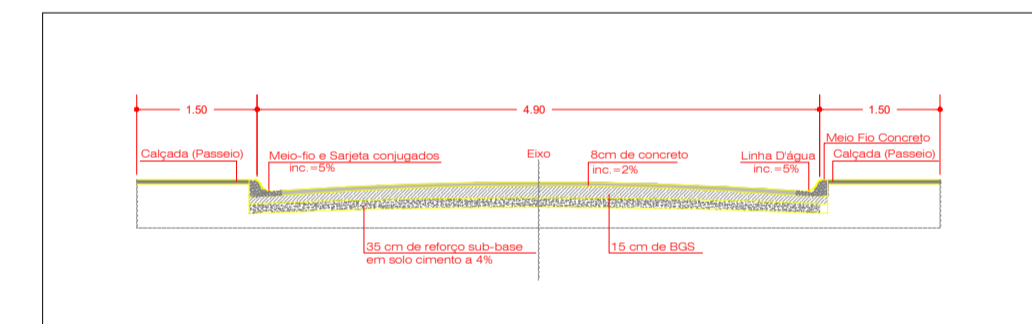 1.50
4.90
1.50
Meio Fio Concreto
Calçada (Passeio)
Meio-fio e Sarjeta conjugados
inc.=5%
Eixo
8cm de concreto
inc.=2%
Linha D'água
inc.=5%
Calçada (Passeio)
35 cm de reforço sub-base
em solo cimento a 4%
15 cm de BGS